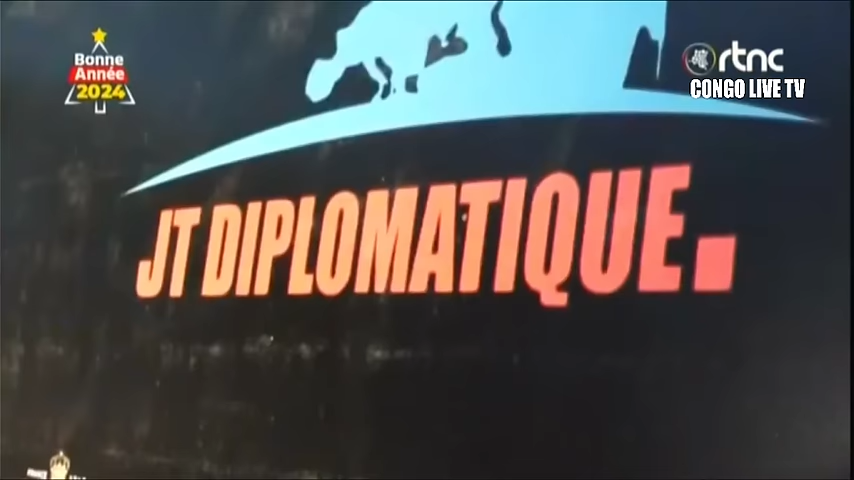 Bonne
Année
2024
rtnc
CONGO LIVE TV
JT DIPLOMATIQUE.